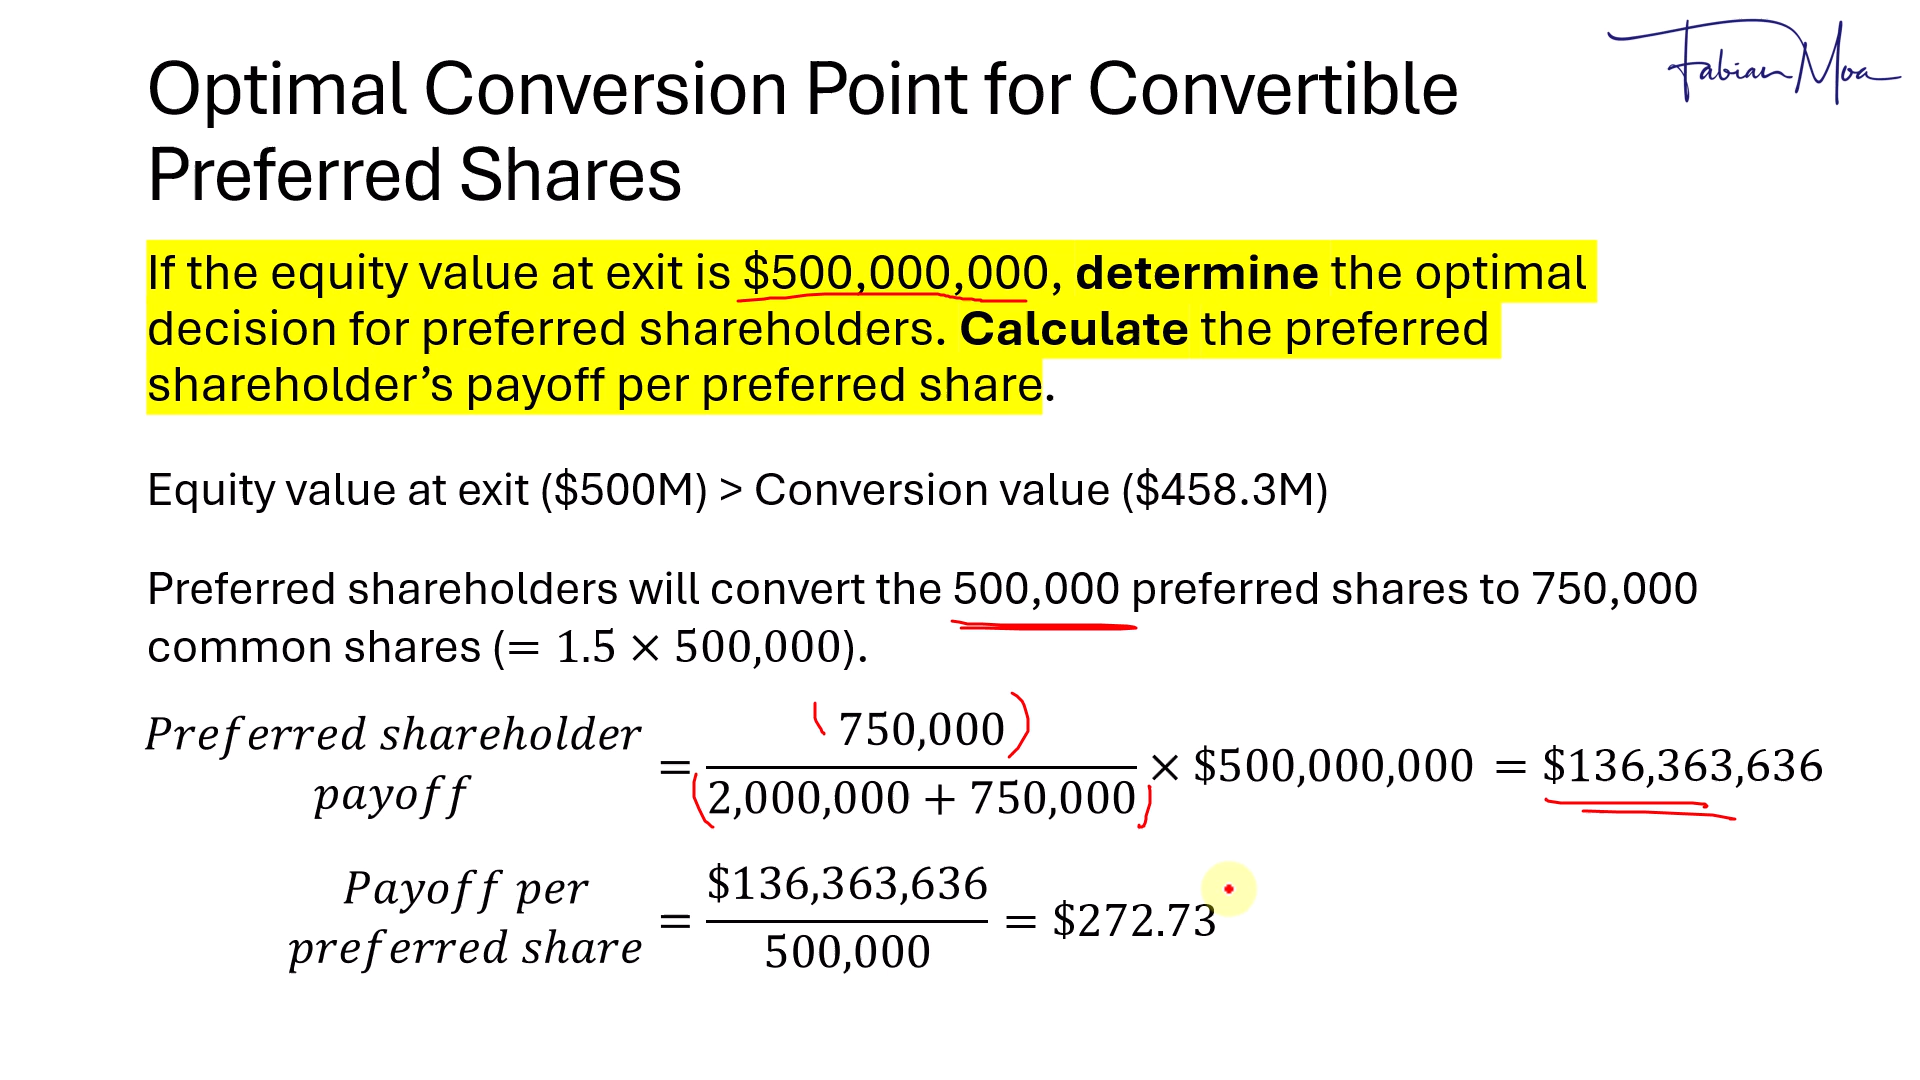 Fabian Moa
Optimal Conversion Point for Convertible
Preferred Shares
If the equity value at exit is $500,000,000, determine the optimal
decision for preferred shareholders. Calculate the preferred
shareholder’s payoff per preferred share.
Equity value at exit ($500M) > Conversion value ($458.3M)
Preferred shareholders will convert the 500,000 preferred shares to 750,000
common shares (= 1.5 × 500,000).
Preferred shareholder
payoff
=
750,000
2,000,000 + 750,000
× $500,000,000 = $136,363,636
Payoff per
preferred share
=
$136,363,636
500,000
= $272.73